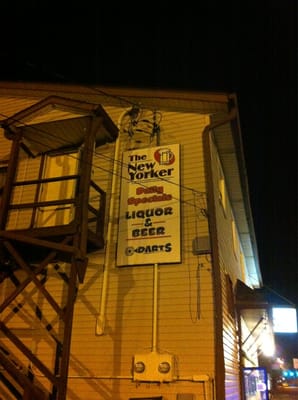 The
New
Yorker
Daily
Specials
LIQUOR
&
BEER
DARTS